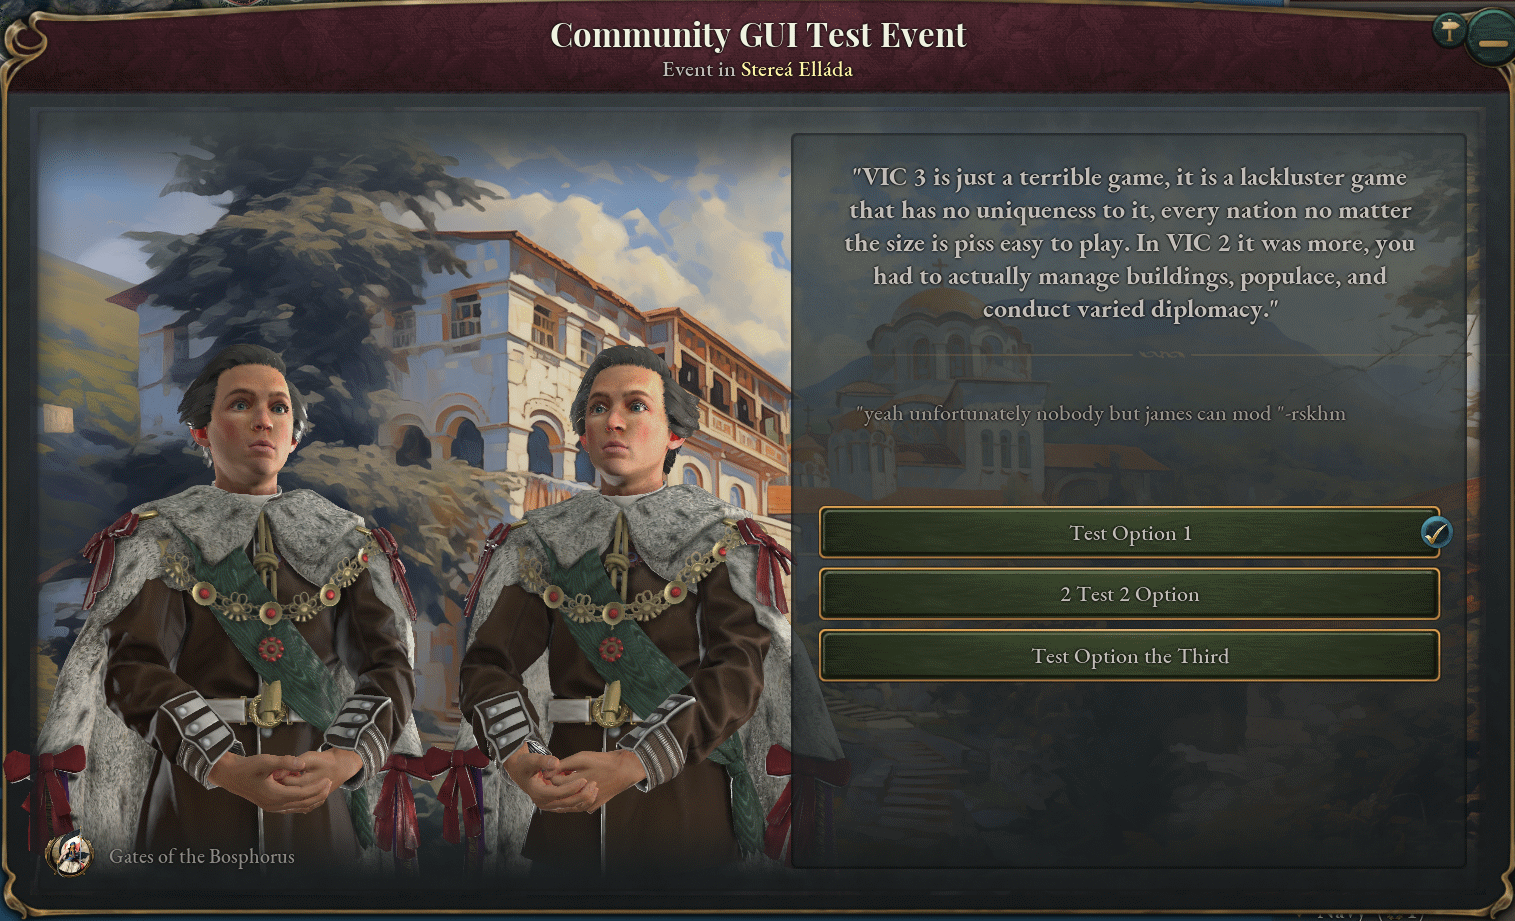 Community GUI Test Event
Event in Stereá Elláda
"VIC 3 is just a terrible game, it is a lackluster game
that has no uniqueness to it, every nation no matter
the size is piss easy to play. In VIC 2 it was more, you
had to actually manage buildings, populace, and
conduct varied diplomacy."
"yeah unfortunately nobody but james can mod "-rskhm
Test Option 1
2 Test 2 Option
Test Option the Third
Gates of the Bosphorus